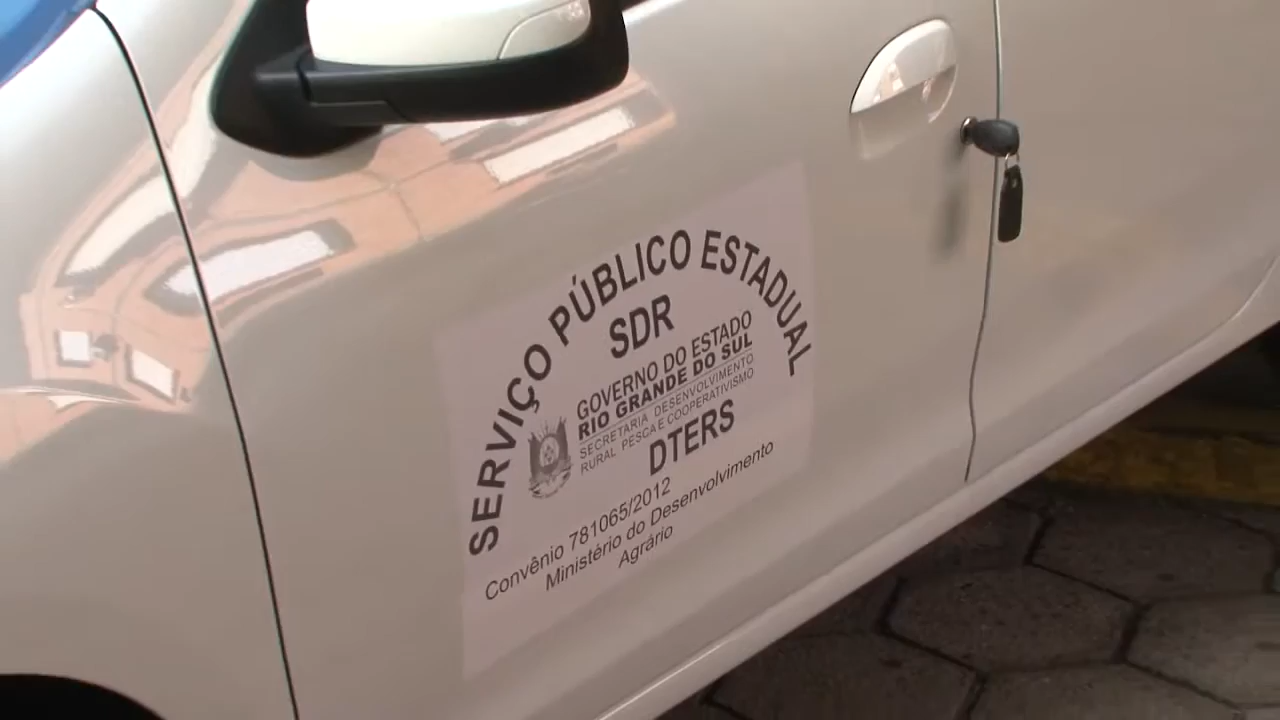 SERVIÇO PÚBLICO ESTADUAL
SDR
GOVERNO DO ESTADO
RIO GRANDE DO SUL
SECRETARIA DESENVOLVIMENTO
RURAL PESCA E COOPERATIVISMO
DTERS
Convênio 781065/2012
Ministério do Desenvolvimento
Agrário